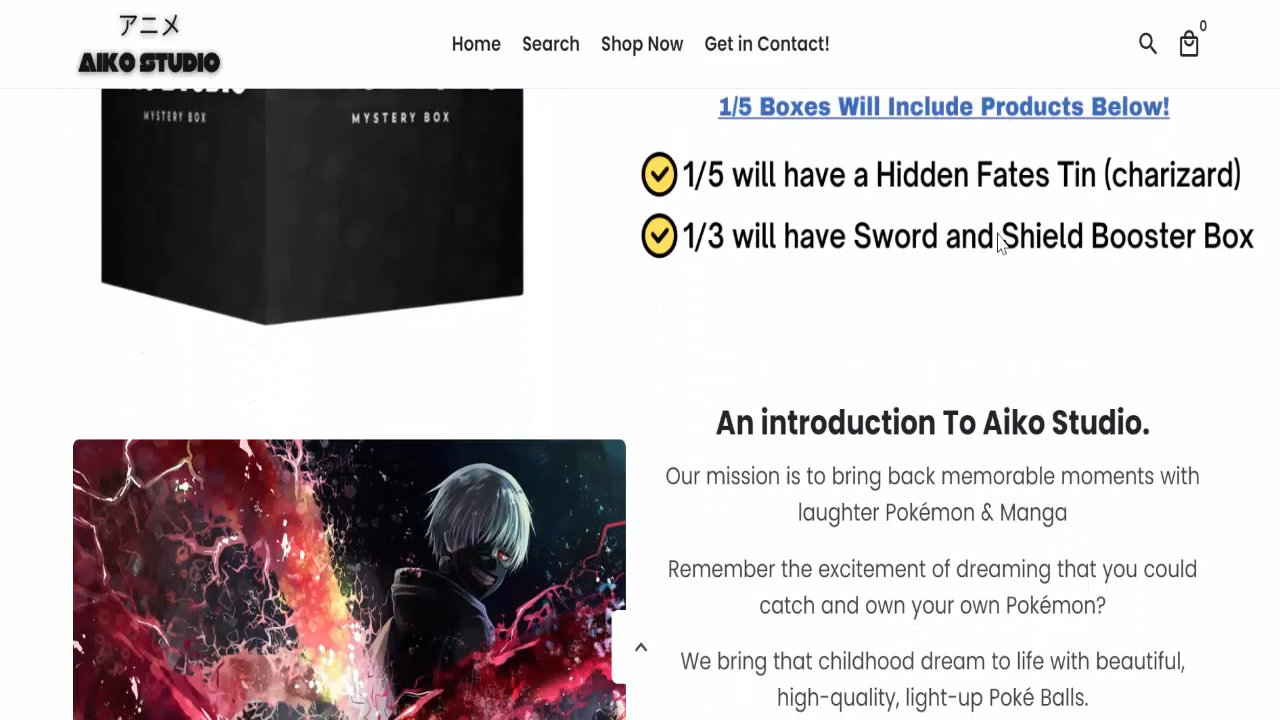 アニメ
AIKO STUDIO
Home Search Shop Now Get in Contact!
0
MYSTERY BOX
MYSTERY BOX
1/5 Boxes Will Include Products Below!
1/5 will have a Hidden Fates Tin (charizard)
1/3 will have Sword and Shield Booster Box
An introduction To Aiko Studio.
Our mission is to bring back memorable moments with
laughter Pokémon & Manga
Remember the excitement of dreaming that you could
catch and own your own Pokémon?
We bring that childhood dream to life with beautiful,
high-quality, light-up Poké Balls.